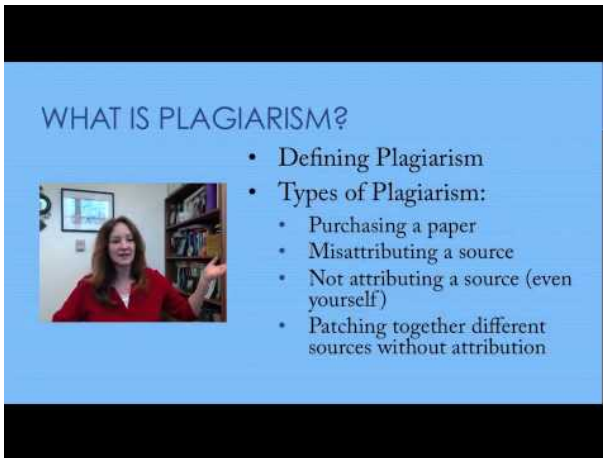 WHAT IS PLAGIARISM?
• Defining Plagiarism
• Types of Plagiarism:
• Purchasing a paper
• Misattributing a source
• Not attributing a source (even
yourself)
• Patching together different
sources without attribution